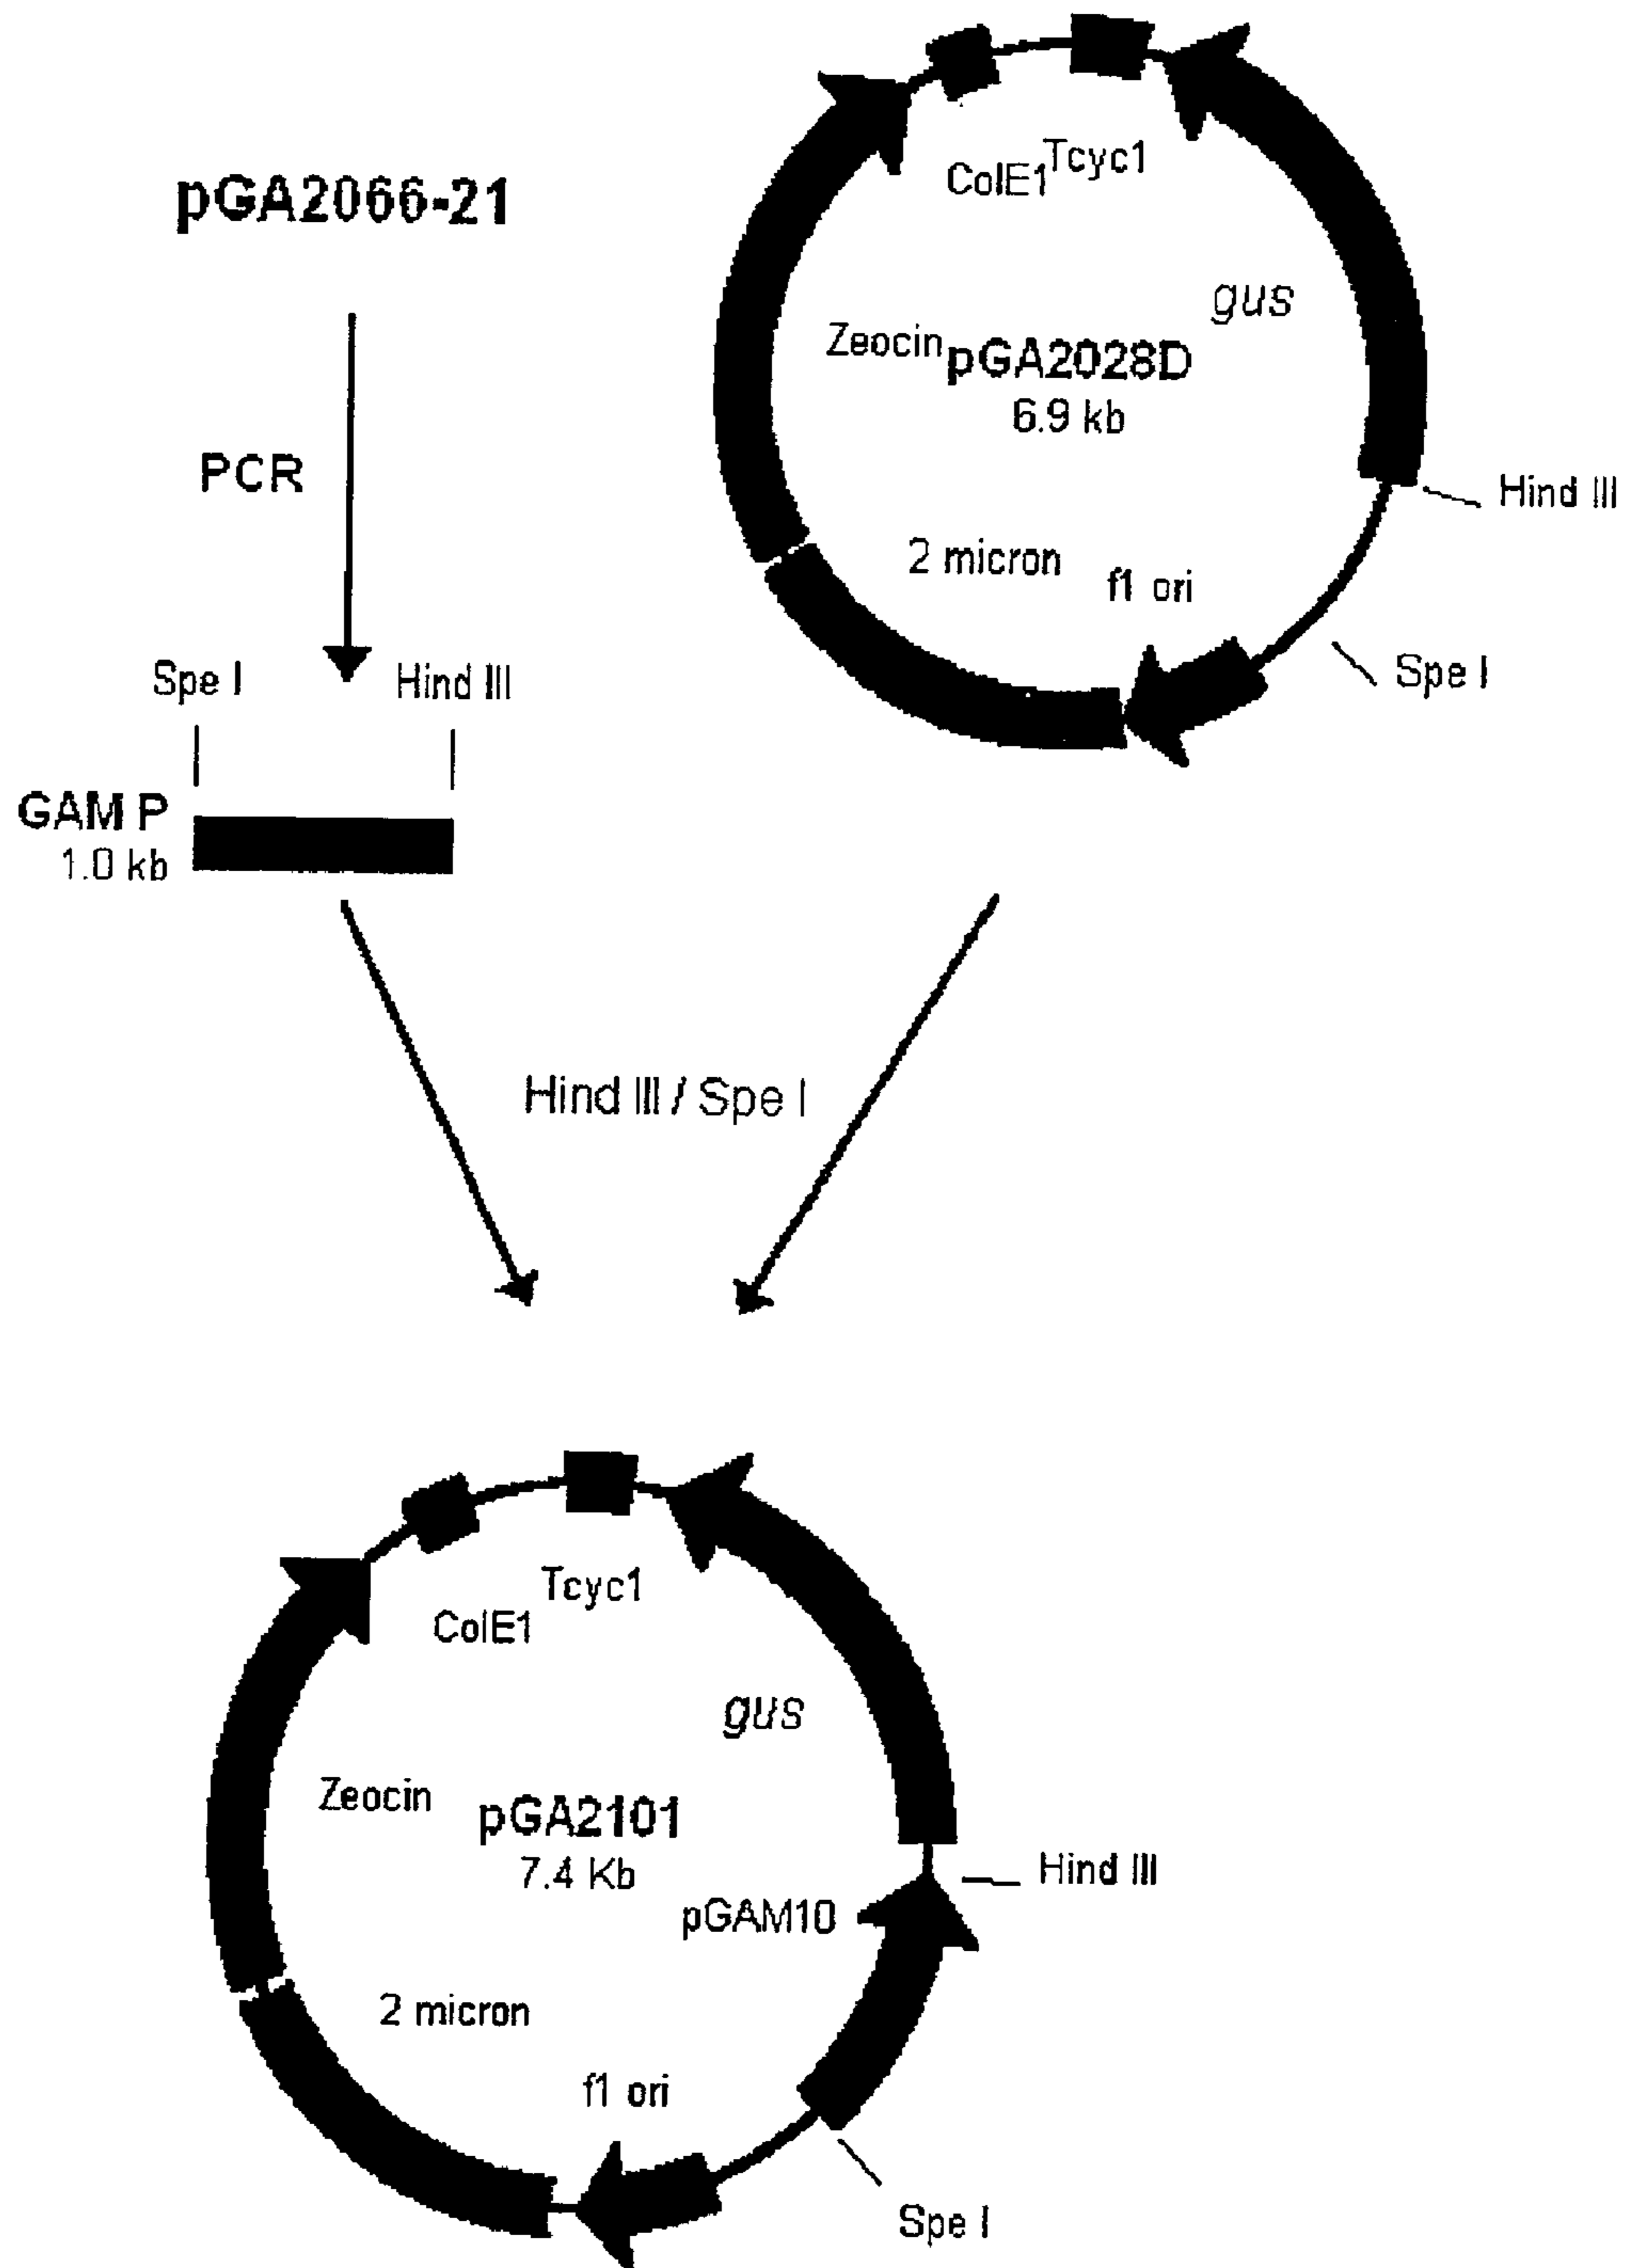 pGA2066-21
PCR
Spe I
Hind III
GAM P
1.0 kb
ColE1
Tcyc1
gus
Zeocin
pGA2028D
6.9 kb
Hind III
2 micron
f1 ori
Spe I
Hind III / Spe I
Tcyc1
ColE1
gus
Zeocin
pGA2101
7.4 Kb
Hind III
pGAM10
2 micron
f1 ori
Spe I